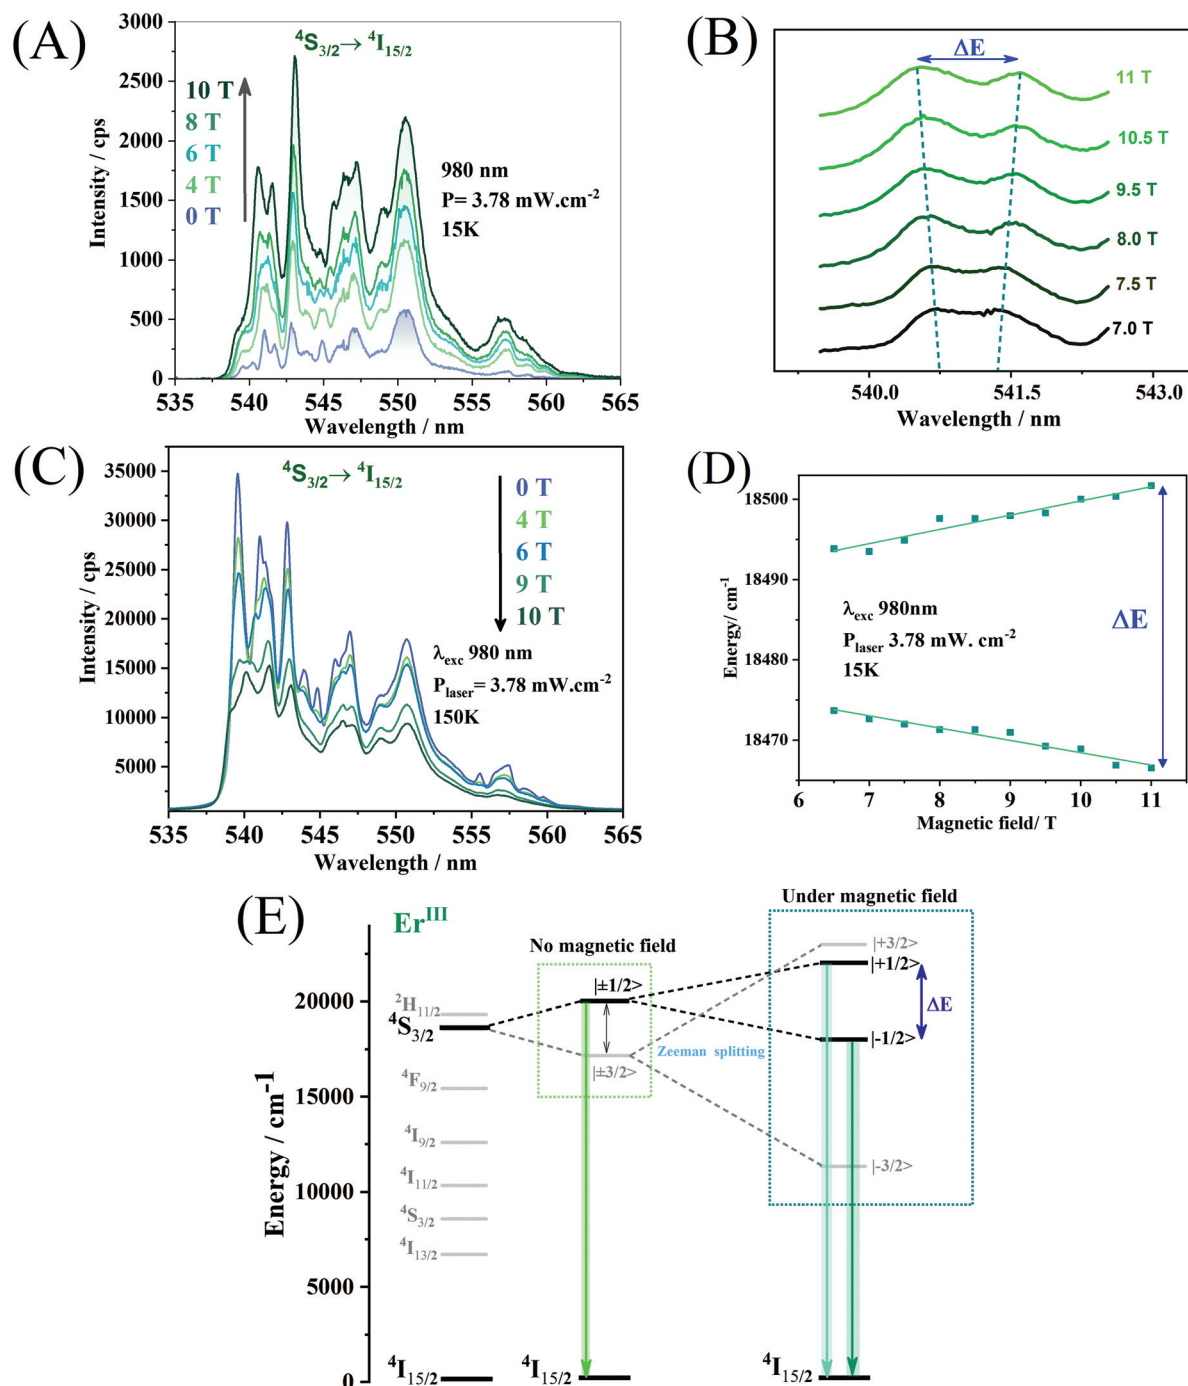 (A)
⁴S₃/₂→ ⁴I₁₅/₂
10 T
8 T
6 T
4 T
0 T
980 nm
P= 3.78 mW.cm⁻²
15K
Intensity / cps
3000
2500
2000
1500
1000
500
0
535 540 545 550 555 560 565
Wavelength / nm
(B)
ΔE
11 T
10.5 T
9.5 T
8.0 T
7.5 T
7.0 T
540.0 541.5 543.0
Wavelength / nm
(C)
⁴S₃/₂→ ⁴I₁₅/₂
0 T
4 T
6 T
9 T
10 T
λexc 980 nm
Plaser= 3.78 mW.cm⁻²
150K
Intensity / cps
35000
30000
25000
20000
15000
10000
5000
535 540 545 550 555 560 565
Wavelength / nm
(D)
18500
18490
18480
18470
Energy/ cm⁻¹
λexc 980nm
Plaser 3.78 mW. cm⁻²
15K
ΔE
6 7 8 9 10 11
Magnetic field/ T
(E)
Erᴵᴵᴵ
Under magnetic field
No magnetic field
Energy / cm⁻¹
20000
15000
10000
5000
0
²H₁₁/₂
⁴S₃/₂
⁴F₉/₂
⁴I₉/₂
⁴I₁₁/₂
⁴S₃/₂
⁴I₁₃/₂
⁴I₁₅/₂
|±1/2>
|±3/2>
⁴I₁₅/₂
Zeeman splitting
|+3/2>
|+1/2>
ΔE
|-1/2>
|-3/2>
⁴I₁₅/₂